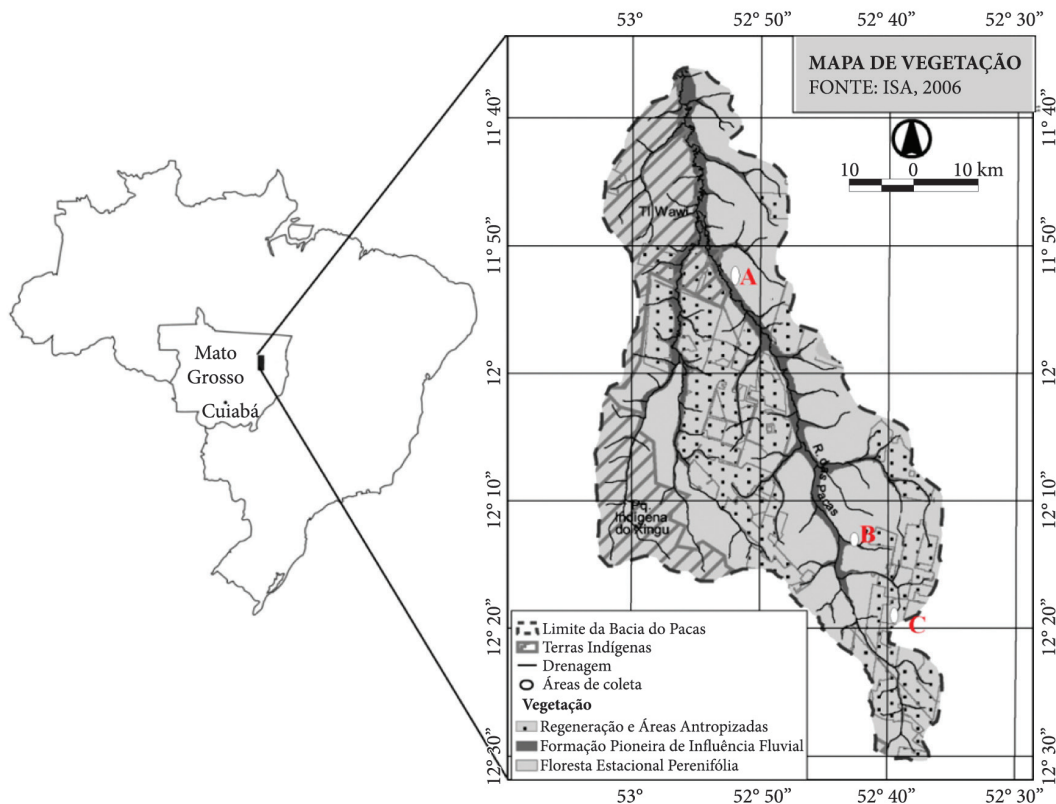 53° 52° 50” 52° 40” 52° 30”
MAPA DE VEGETAÇÃO
FONTE: ISA, 2006
11° 40”
11° 40”
10 0 10 km
TI Wawi
11° 50”
11° 50”
A
Mato
Grosso
Cuiabá
12°
12°
R. das Pacas
12° 10”
12° 10”
Pq.
Indígena
do Xingu
B
C
12° 20”
12° 20”
Limite da Bacia do Pacas
Terras Indígenas
Drenagem
Áreas de coleta
Vegetação
Regeneração e Áreas Antropizadas
Formação Pioneira de Influência Fluvial
Floresta Estacional Perenifólia
12° 30”
12° 30”
53° 52° 50” 52° 40” 52° 40”